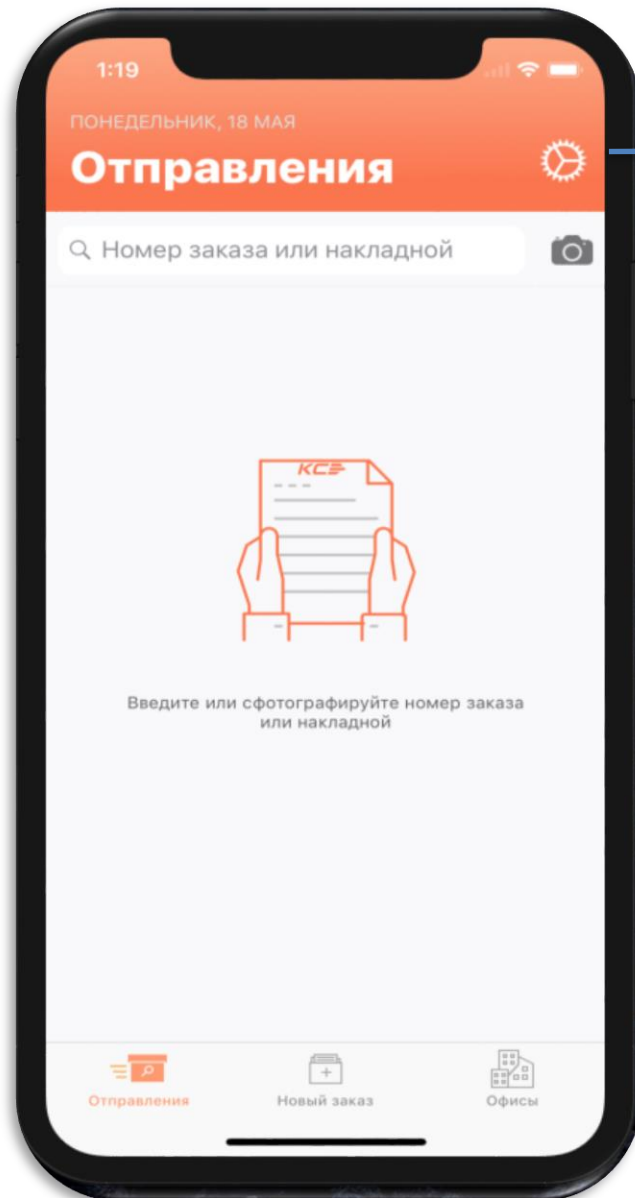 1:19
ПОНЕДЕЛЬНИК, 18 МАЯ
Отправления
Номер заказа или накладной
КСЭ
Введите или сфотографируйте номер заказа
или накладной
Отправления
Новый заказ
Офисы